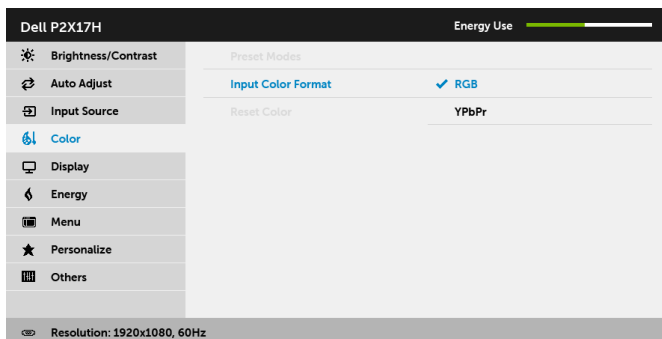 Dell P2X17H Energy Use
Brightness/Contrast Preset Modes
Auto Adjust Input Color Format RGB
Input Source Reset Color YPbPr
Color
Display
Energy
Menu
Personalize
Others
Resolution: 1920x1080, 60Hz